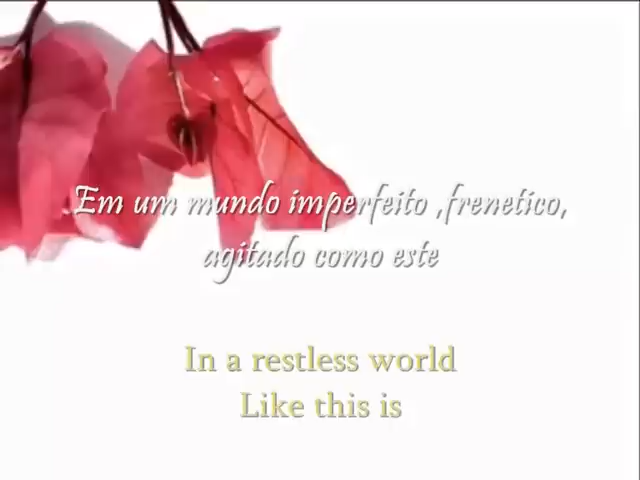 Em um mundo imperfeito ,frenetico,
agitado como este
In a restless world
Like this is